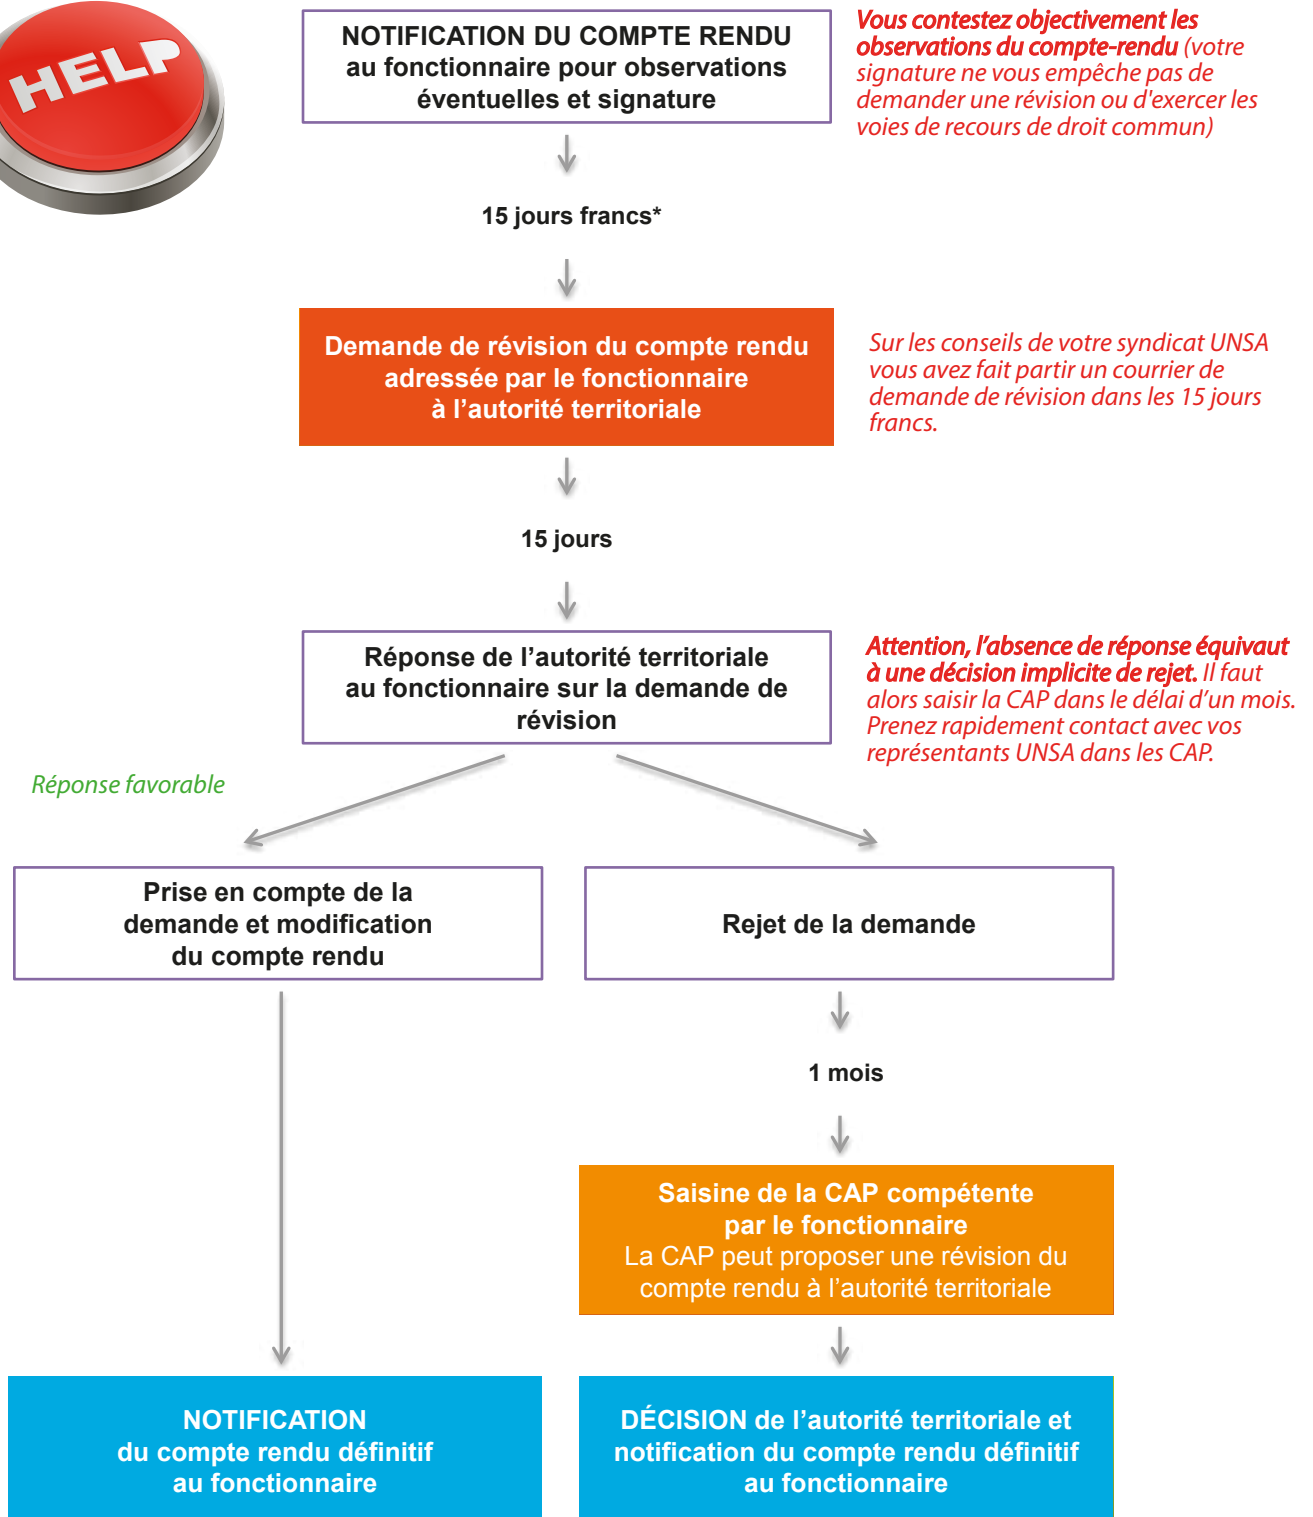 HELP
NOTIFICATION DU COMPTE RENDU
au fonctionnaire pour observations
éventuelles et signature
Vous contestez objectivement les
observations du compte-rendu (votre
signature ne vous empêche pas de
demander une révision ou d'exercer les
voies de recours de droit commun)
15 jours francs*
Demande de révision du compte rendu
adressée par le fonctionnaire
à l’autorité territoriale
Sur les conseils de votre syndicat UNSA
vous avez fait partir un courrier de
demande de révision dans les 15 jours
francs.
15 jours
Réponse de l’autorité territoriale
au fonctionnaire sur la demande de
révision
Attention, l’absence de réponse équivaut
à une décision implicite de rejet. Il faut
alors saisir la CAP dans le délai d’un mois.
Prenez rapidement contact avec vos
représentants UNSA dans les CAP.
Réponse favorable
Prise en compte de la
demande et modification
du compte rendu
Rejet de la demande
1 mois
Saisine de la CAP compétente
par le fonctionnaire
La CAP peut proposer une révision du
compte rendu à l’autorité territoriale
NOTIFICATION
du compte rendu définitif
au fonctionnaire
DÉCISION de l’autorité territoriale et
notification du compte rendu définitif
au fonctionnaire